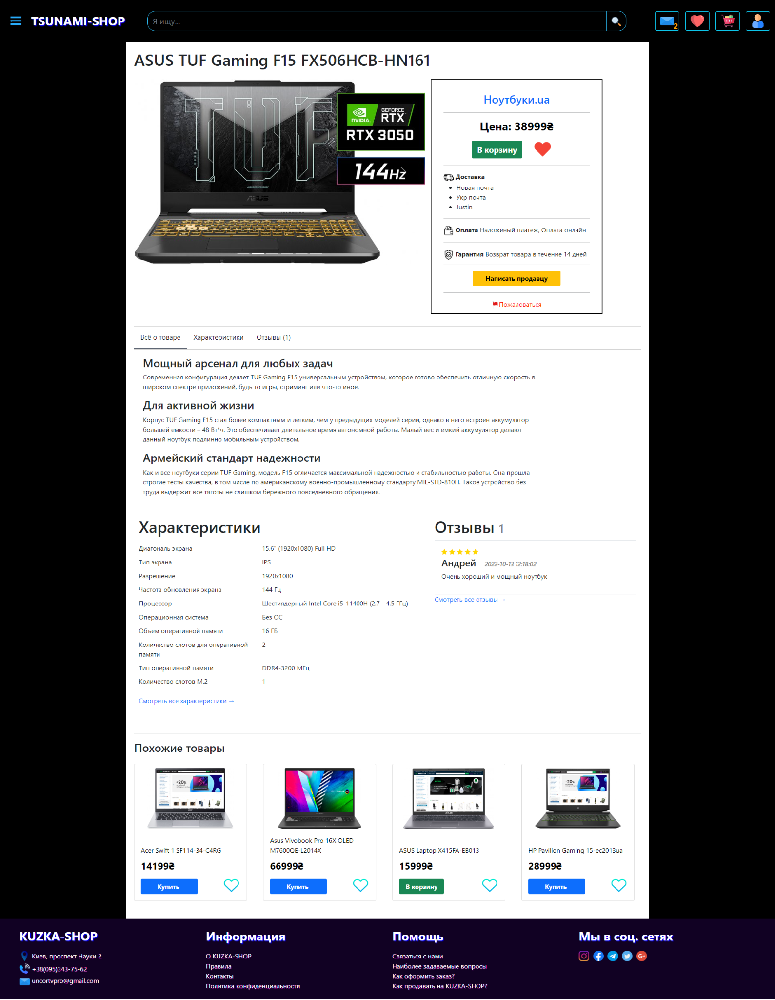 TSUNAMI-SHOP
Я ищу...
2
ASUS TUF Gaming F15 FX506HCB-HN161
TUF
NVIDIA.
GEFORCE
RTX
RTX 3050
144Hz
ASUS
Ноутбуки.ua
Цена: 38999₴
В корзину
Доставка
Новая почта
Укр почта
Justin
Оплата Наложеный платеж, Оплата онлайн
Гарантия Возврат товара в течение 14 дней
Написать продавцу
Пожаловаться
Всё о товаре
Характеристики
Отзывы (1)
Мощный арсенал для любых задач
Современная конфигурация делает TUF Gaming F15 универсальным устройством, которое готово обеспечить отличную скорость в
широком спектре приложений, будь то игры, стриминг или что-то иное.
Для активной жизни
Корпус TUF Gaming F15 стал более компактным и легким, чем у предыдущих моделей серии, однако в него встроен аккумулятор
большей емкости – 48 Вт*ч. Это обеспечивает длительное время автономной работы. Малый вес и емкий аккумулятор делают
данный ноутбук подлинно мобильным устройством.
Армейский стандарт надежности
Как и все ноутбуки серии TUF Gaming, модель F15 отличается максимальной надежностью и стабильностью работы. Она прошла
строгие тесты качества, в том числе по американскому военно-промышленному стандарту MIL-STD-810H. Такое устройство без
труда выдержит все тяготы не слишком бережного повседневного обращения.
Характеристики
Диагональ экрана 15.6" (1920x1080) Full HD
Тип экрана IPS
Разрешение 1920x1080
Частота обновления экрана 144 Гц
Процессор Шестиядерный Intel Core i5-11400H (2.7 - 4.5 ГГц)
Операционная система Без ОС
Объем оперативной памяти 16 ГБ
Количество слотов для оперативной 2
памяти
Тип оперативной памяти DDR4-3200 МГц
Количество слотов M.2 1
Смотреть все характеристики →
Отзывы 1
Андрей 2022-10-13 12:18:02
Очень хороший и мощный ноутбук
Смотреть все отзывы →
Похожие товары
-20%
Acer Swift 1 SF114-34-C4RG
14199₴
Купить
Asus Vivobook Pro 16X OLED
M7600QE-L2014X
66999₴
Купить
ASUS Laptop X415FA-EB013
15999₴
В корзину
-20%
HP Pavilion Gaming 15-ec2013ua
28999₴
Купить
KUZKA-SHOP
Киев, проспект Науки 2
+38(095)343-75-62
uncortvpro@gmail.com
Информация
О KUZKA-SHOP
Правила
Контакты
Политика конфиденциальности
Помощь
Связаться с нами
Наиболее задаваемые вопросы
Как оформить заказ?
Как продавать на KUZKA-SHOP?
Мы в соц. сетях
G+